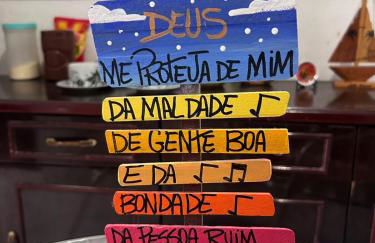 DEUS
ME PROTEJA DE MIM
DA MALDADE ♪
DE GENTE BOA
E DA ♪ ♫
BONDADE ♪
DA PESSOA RUIM